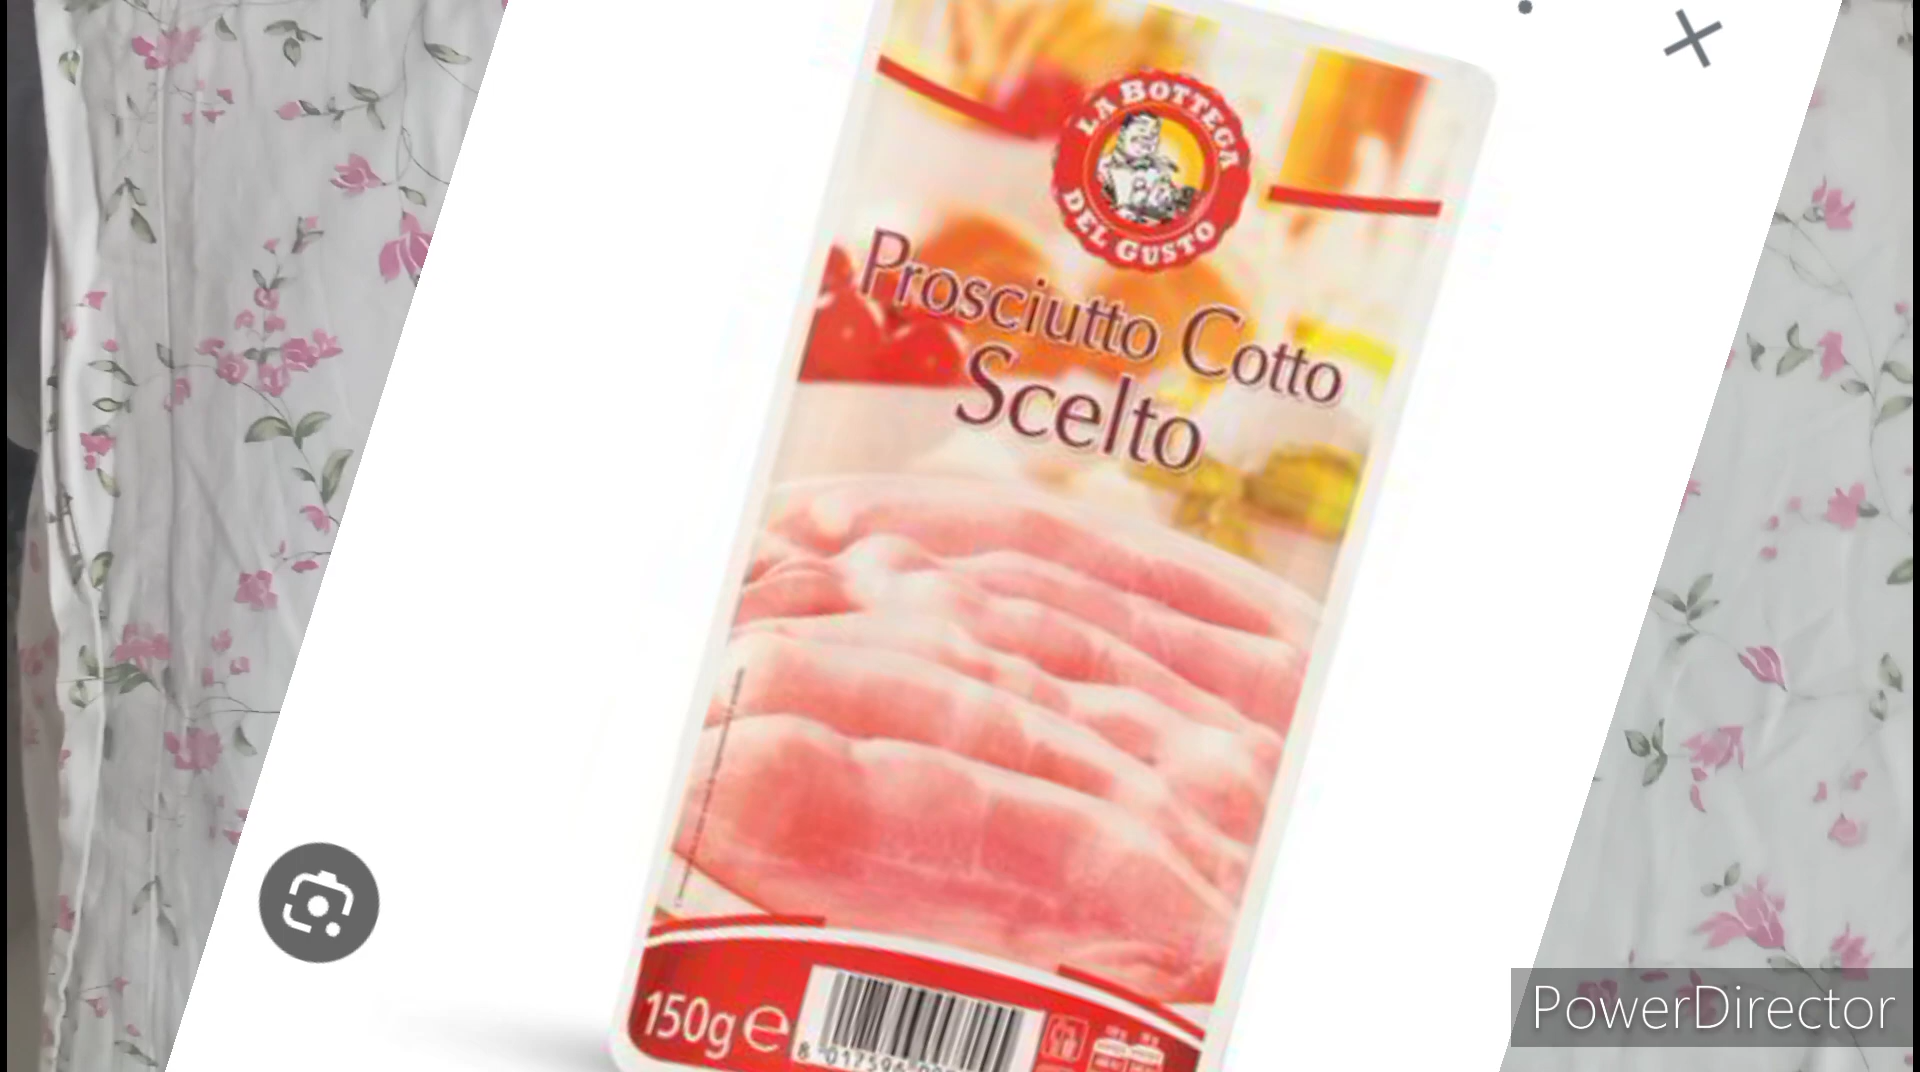 LA BOTTEGA
DEL GUSTO
Prosciutto Cotto
Scelto
150g e
PowerDirector